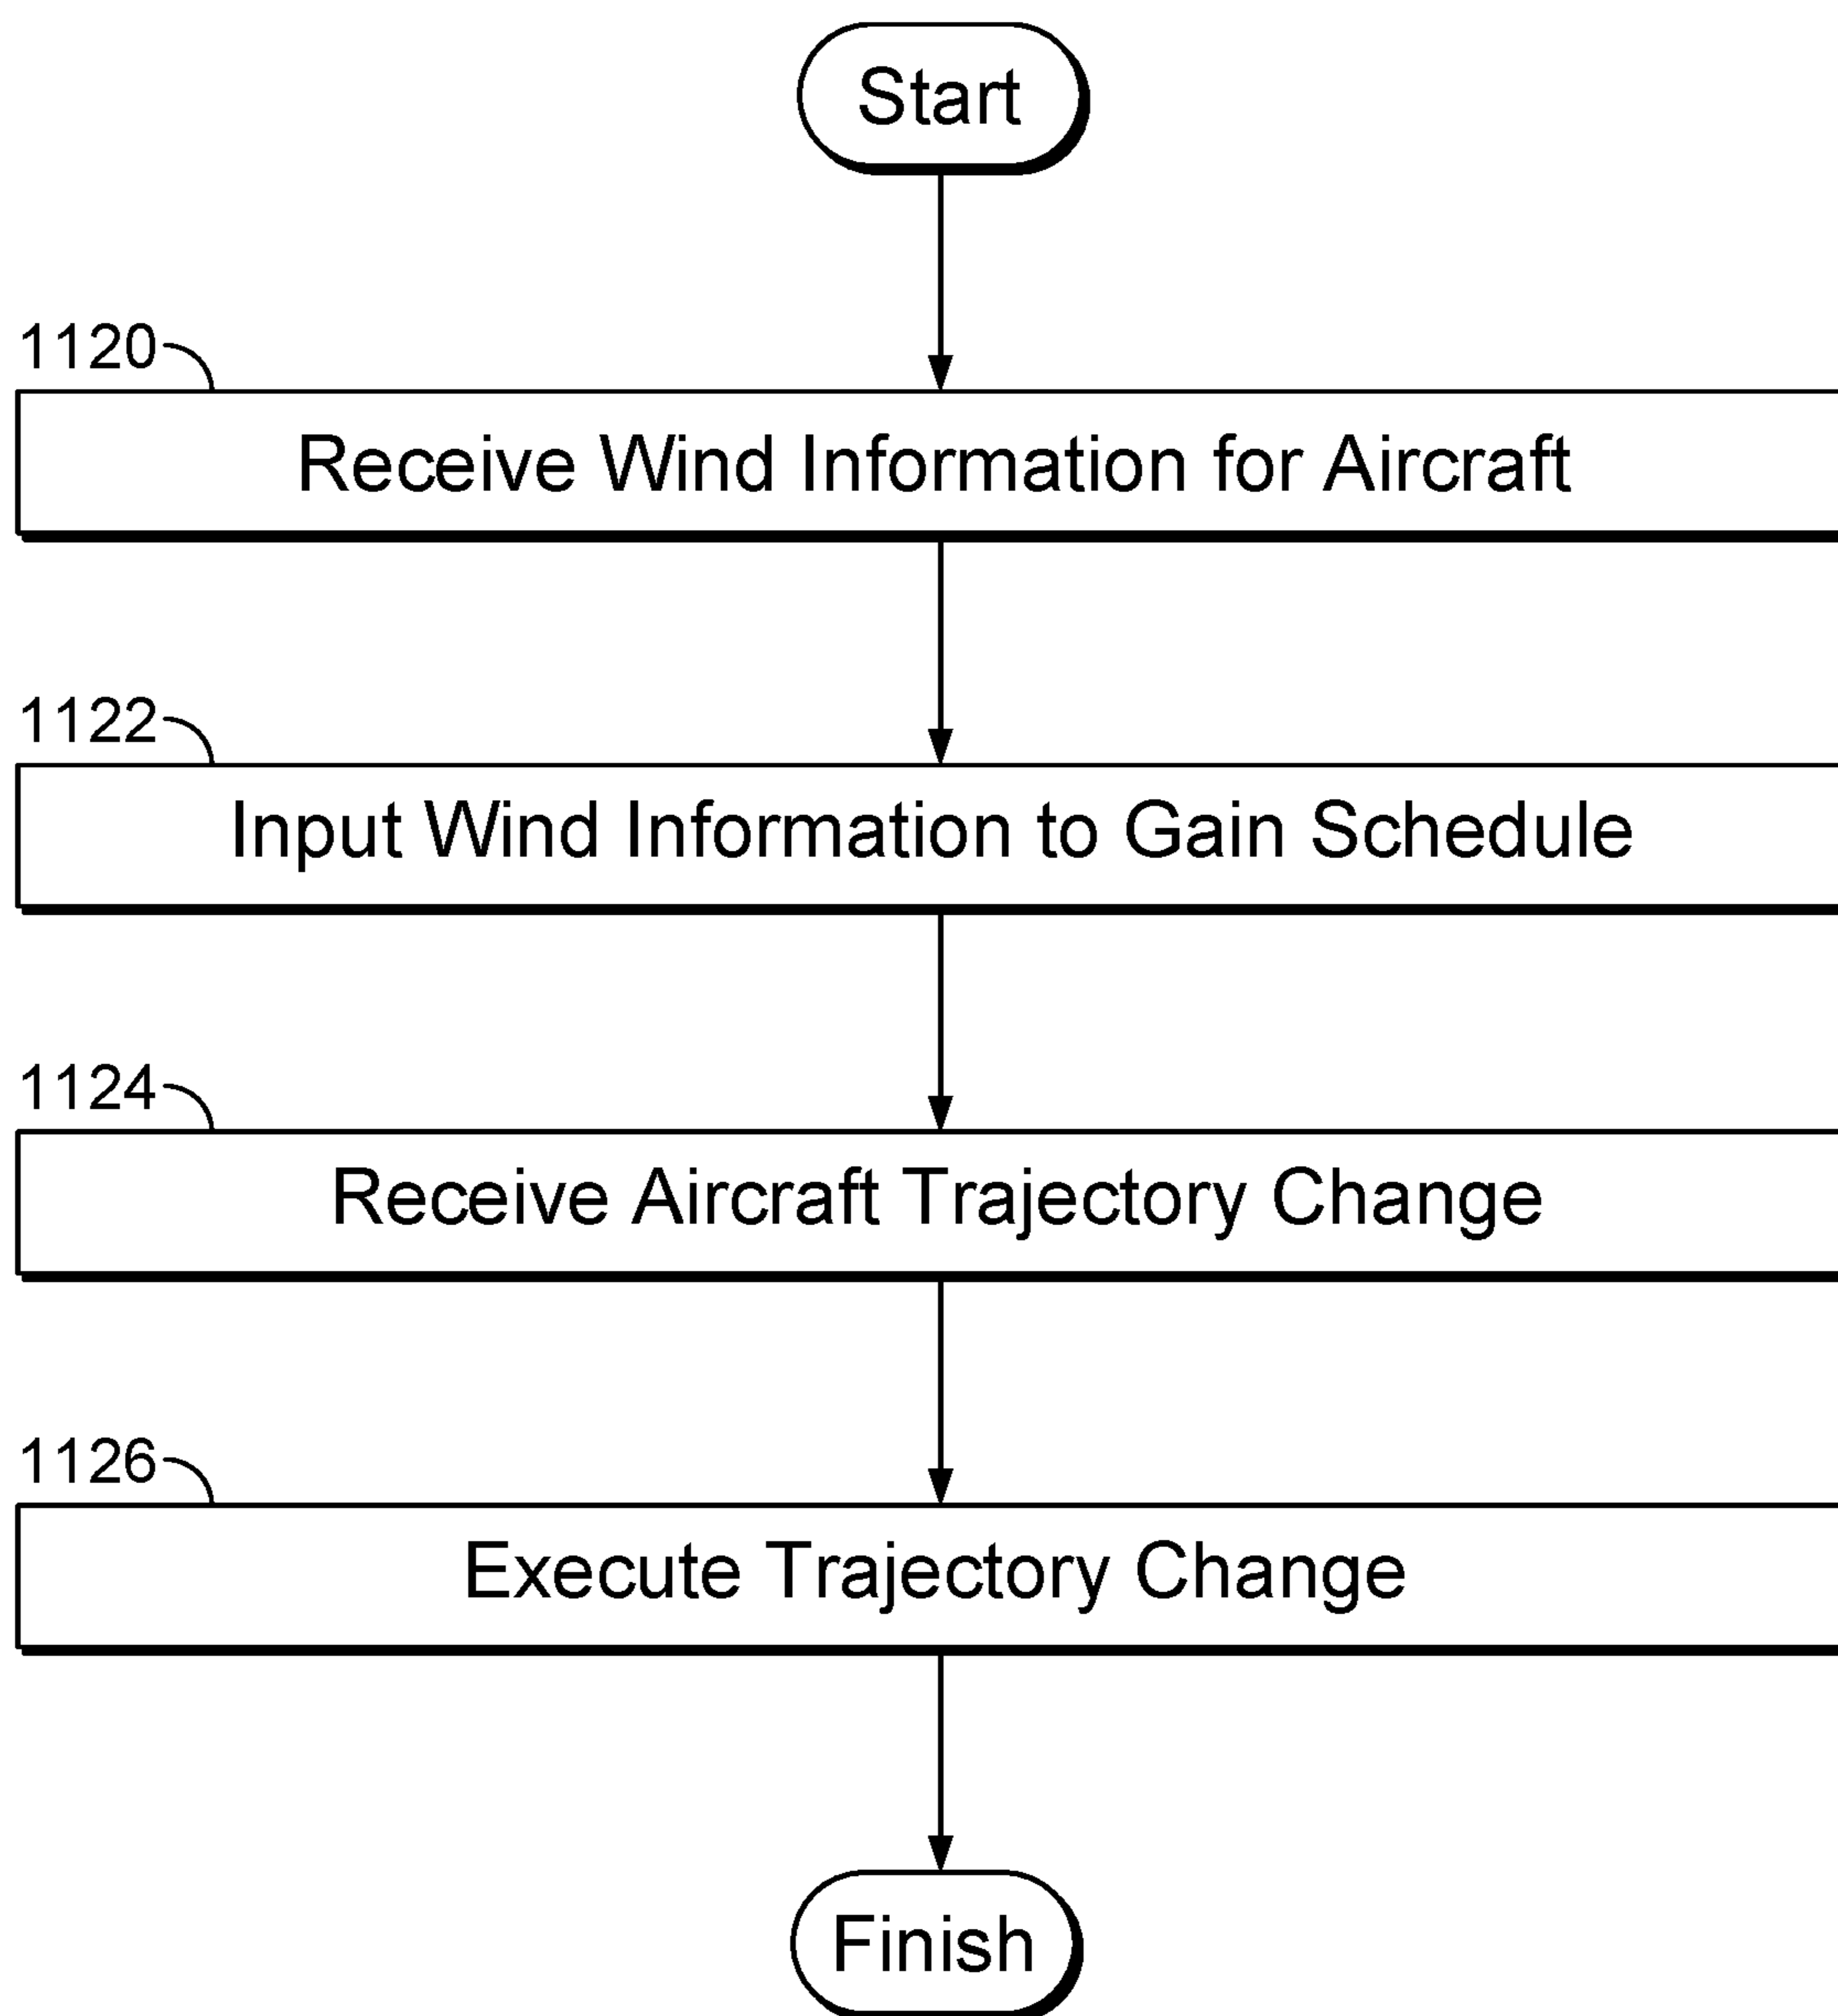 Start
1120
Receive Wind Information for Aircraft
1122
Input Wind Information to Gain Schedule
1124
Receive Aircraft Trajectory Change
1126
Execute Trajectory Change
Finish